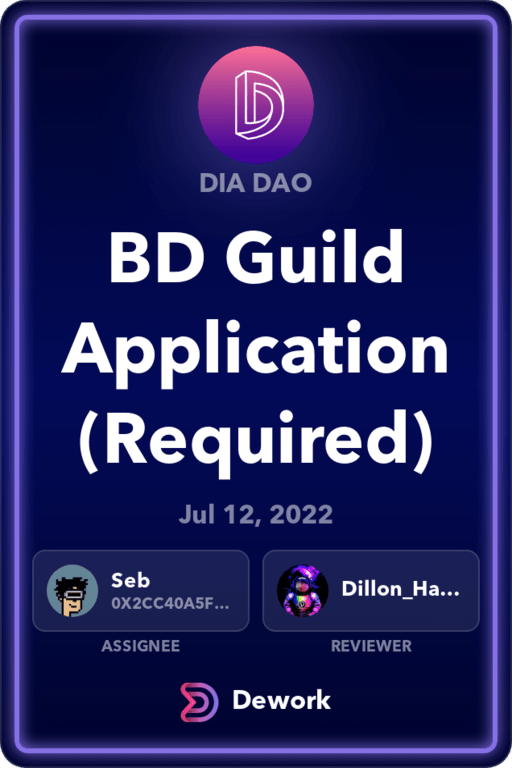 DIA DAO
BD Guild
Application
(Required)
Jul 12, 2022
Seb
0X2CC40A5F...
Dillon_Ha...
ASSIGNEE
REVIEWER
Dework